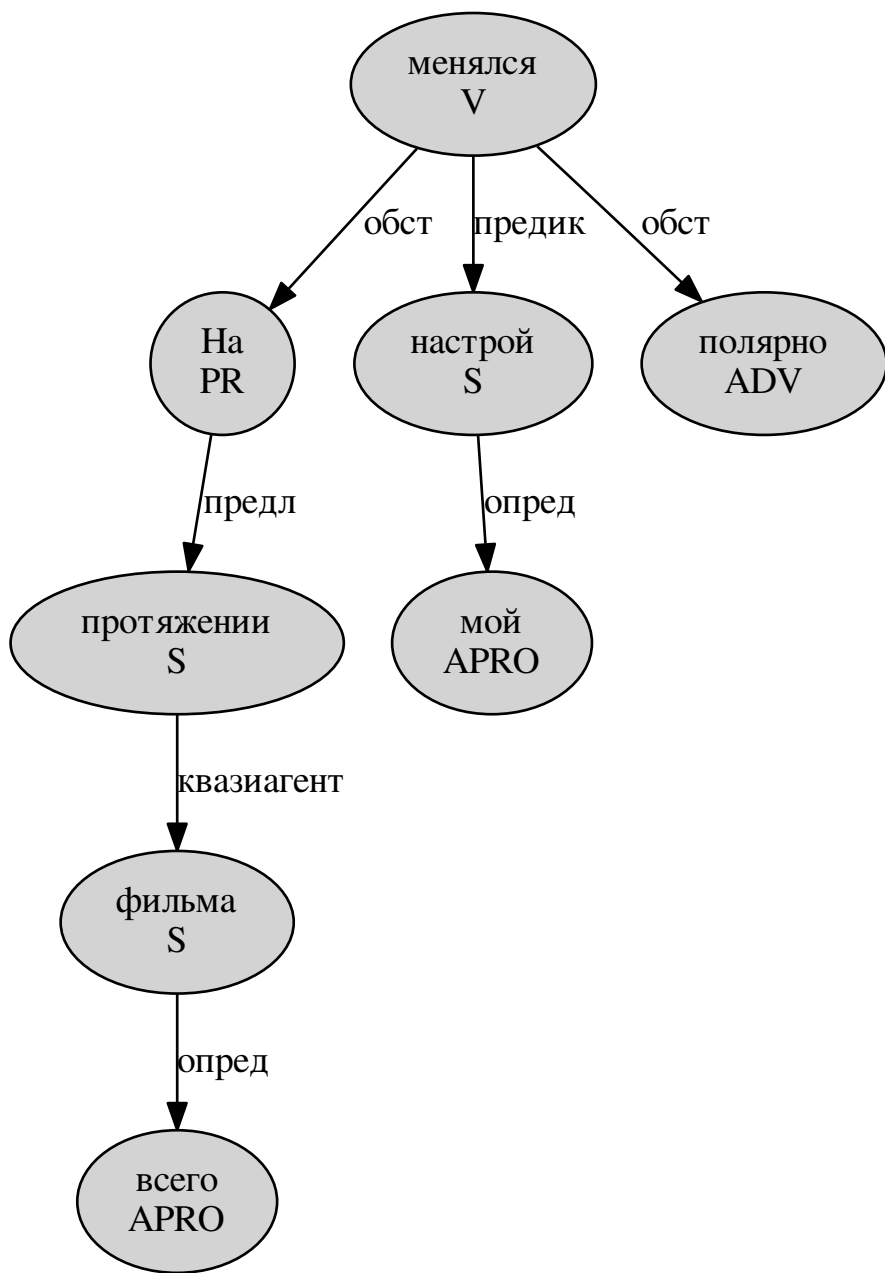 менялся
V
обст
предик
обст
На
PR
настрой
S
полярно
ADV
предл
опред
протяжении
S
мой
APRO
квазиагент
фильма
S
опред
всего
APRO